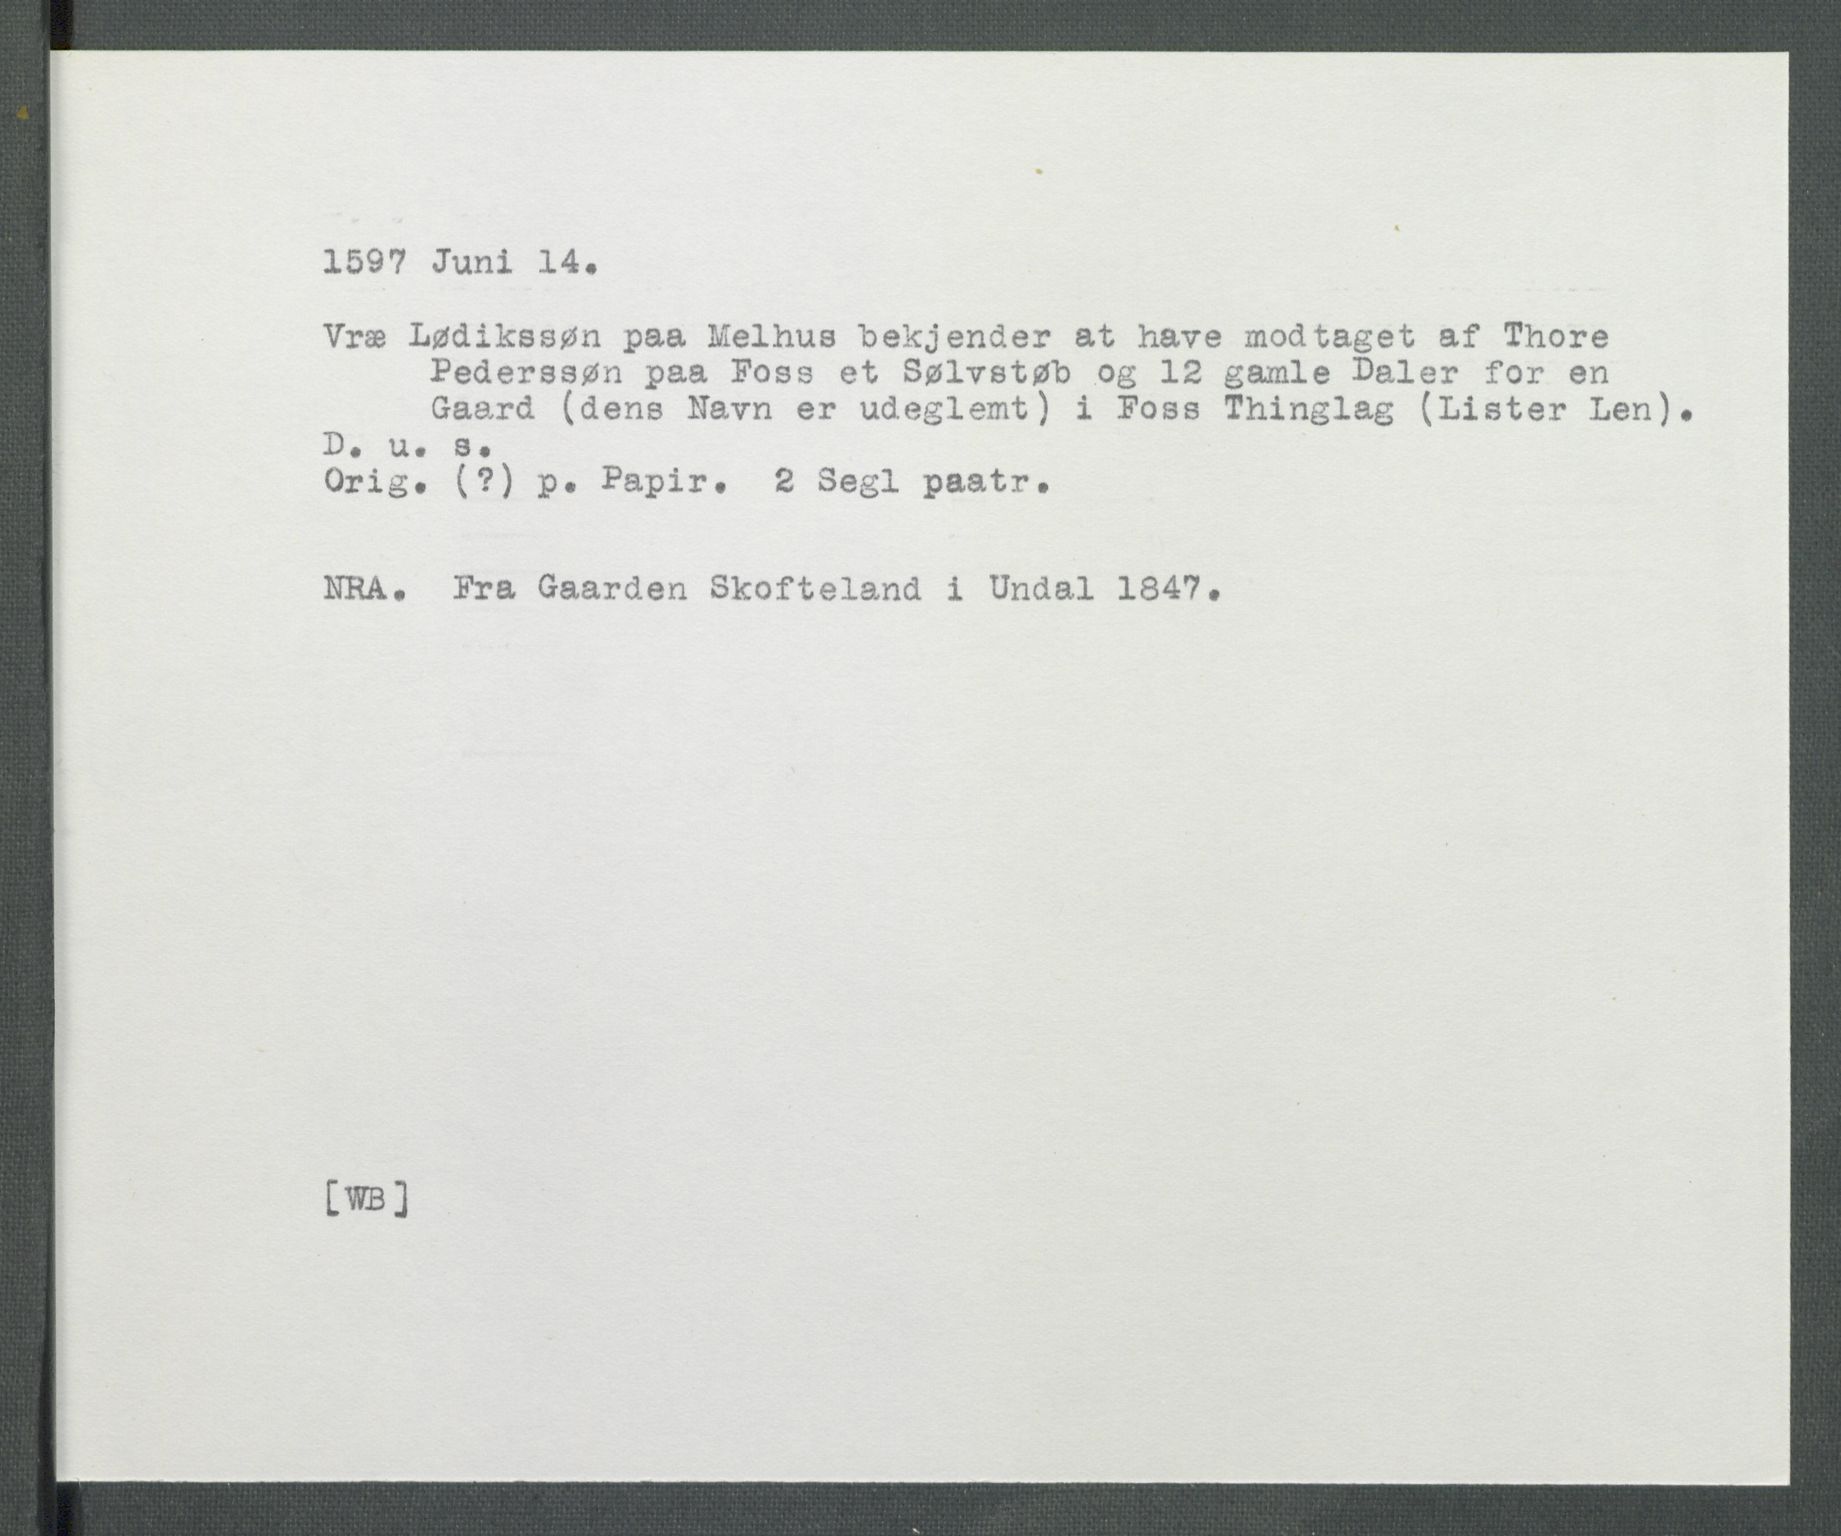 1597 Juni 14.
Vræ Lødikssøn paa Melhus bekjender at have modtaget af Thore
Pederssøn paa Foss et Sølvstøb og 12 gamle Daler for en
Gaard (dens Navn er udeglemt) i Foss Thinglag (Lister Len).
D. u. s.
Orig. (?) p. Papir. 2 Segl paatr.
NRA. Fra Gaarden Skofteland i Undal 1847.
[WB]